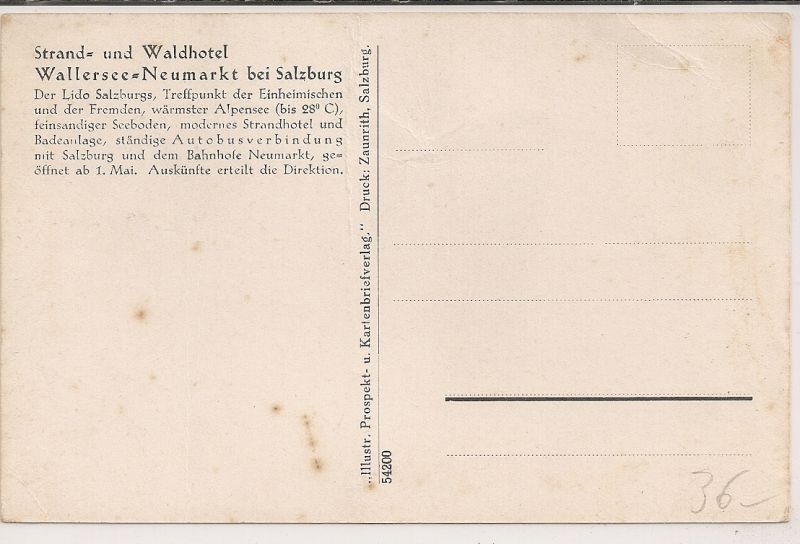 Strand= und Waldhotel
Wallersee=Neumarkt bei Salzburg
Der Lido Salzburgs, Treffpunkt der Einheimischen
und der Fremden, wärmster Alpensee (bis 28⁰ C),
feinsandiger Seeboden, modernes Strandhotel und
Badeanlage, ständige Autobusverbindung
mit Salzburg und dem Bahnhofe Neumarkt, ge=
öffnet ab 1. Mai. Auskünfte erteilt die Direktion.
„Illustr. Prospekt- u. Kartenbriefverlag.“ Druck: Zaunrith, Salzburg.
54200
36-